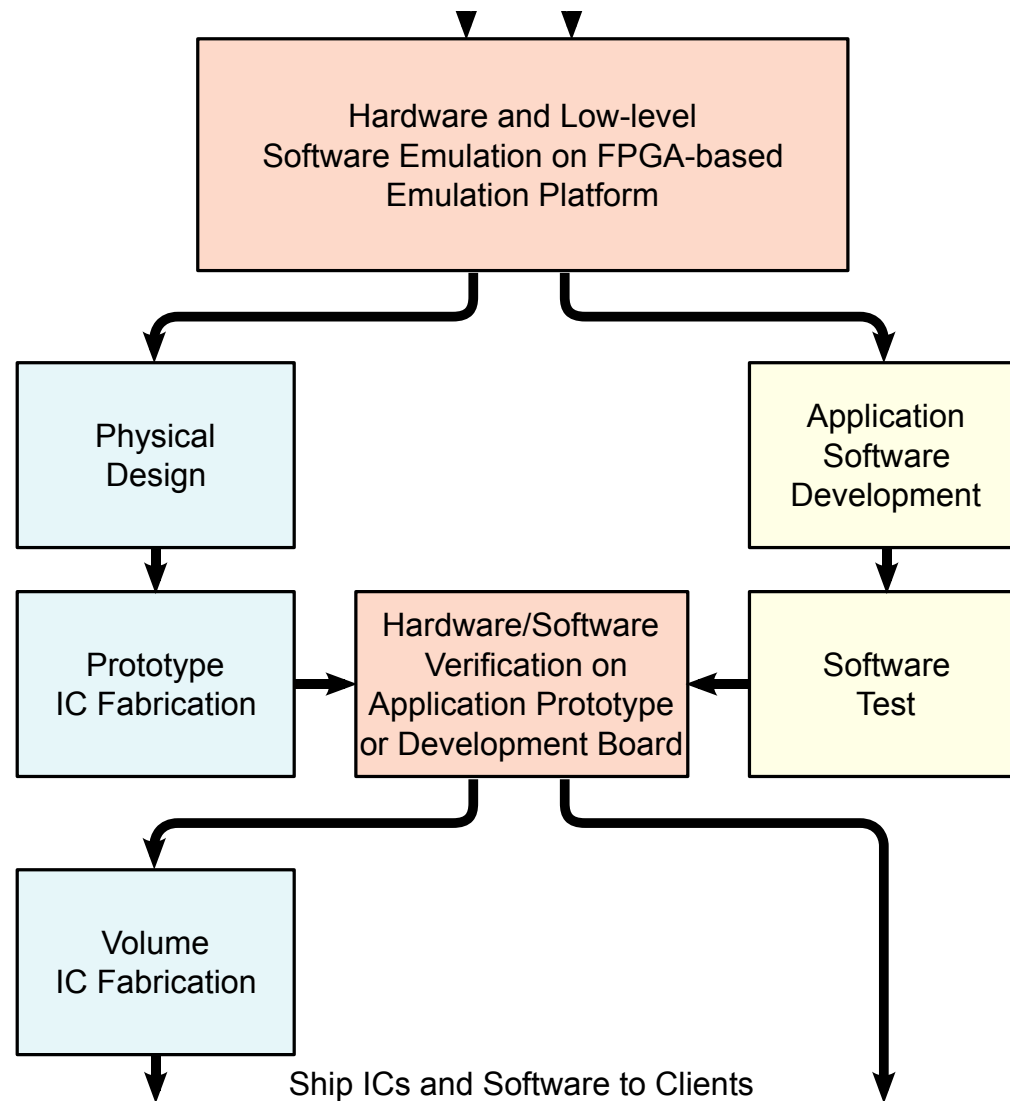 Hardware and Low-level
Software Emulation on FPGA-based
Emulation Platform
Physical
Design
Application
Software
Development
Prototype
IC Fabrication
Hardware/Software
Verification on
Application Prototype
or Development Board
Software
Test
Volume
IC Fabrication
Ship ICs and Software to Clients